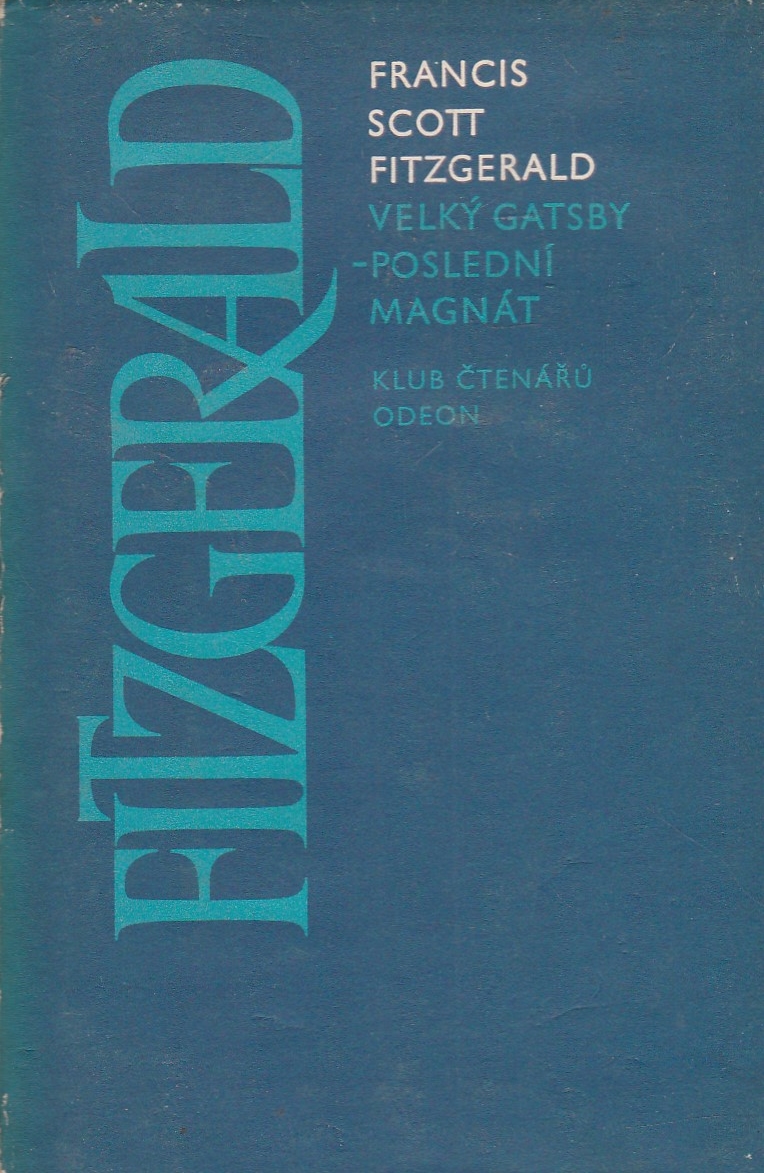 FITZGERALD
FRANCIS
SCOTT
FITZGERALD
VELKÝ GATSBY
-POSLEDNÍ
MAGNÁT
KLUB ČTENÁŘŮ
ODEON